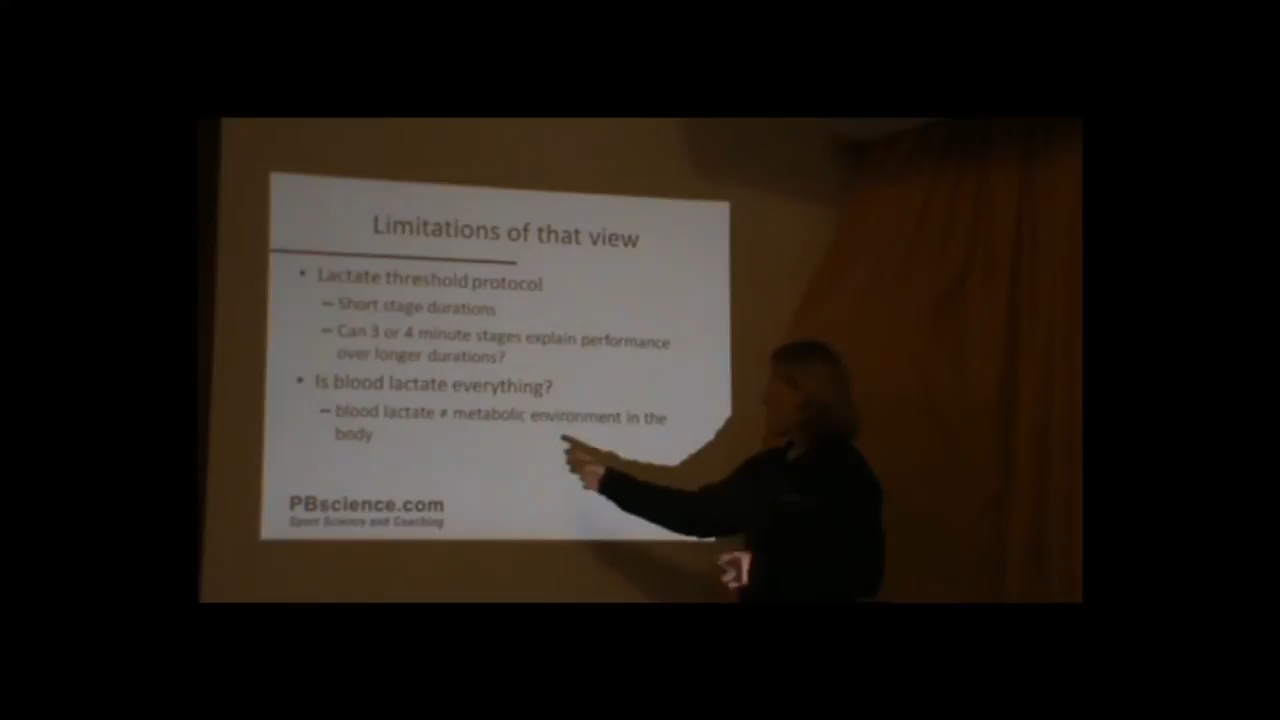 Limitations of that view
• Lactate threshold protocol
– Short stage durations
– Can 3 or 4 minute stages explain performance
over longer durations?
• Is blood lactate everything?
– blood lactate ≠ metabolic environment in the
body
PBscience.com
Sport Science and Coaching